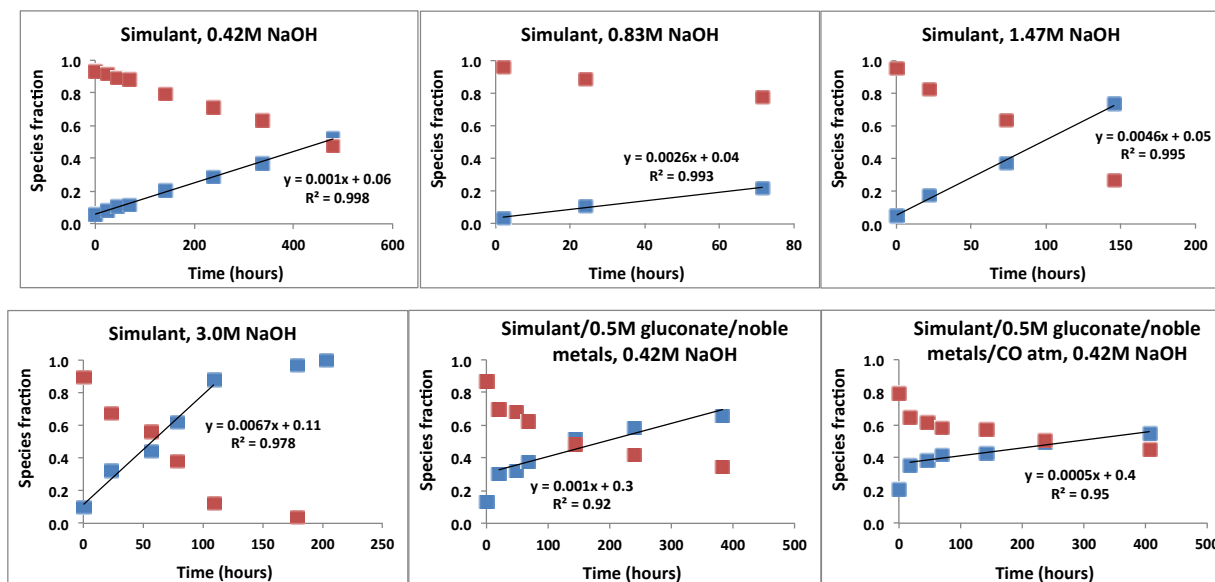 Simulant, 0.42M NaOH
1.0
0.8
0.6
0.4
0.2
0.0
Species fraction
y = 0.001x + 0.06
R² = 0.998
0 200 400 600
Time (hours)
Simulant, 0.83M NaOH
1.0
0.8
0.6
0.4
0.2
0.0
Species fraction
y = 0.0026x + 0.04
R² = 0.993
0 20 40 60 80
Time (hours)
Simulant, 1.47M NaOH
1.0
0.8
0.6
0.4
0.2
0.0
Species fraction
y = 0.0046x + 0.05
R² = 0.995
0 50 100 150 200
Time (hours)
Simulant, 3.0M NaOH
1.0
0.8
0.6
0.4
0.2
0.0
Species fraction
y = 0.0067x + 0.11
R² = 0.978
0 50 100 150 200 250
Time (hours)
Simulant/0.5M gluconate/noble
metals, 0.42M NaOH
1.0
0.8
0.6
0.4
0.2
0.0
Species fraction
y = 0.001x + 0.3
R² = 0.92
0 100 200 300 400 500
Time (hours)
Simulant/0.5M gluconate/noble
metals/CO atm, 0.42M NaOH
1.0
0.8
0.6
0.4
0.2
0.0
Species fraction
y = 0.0005x + 0.4
R² = 0.95
0 100 200 300 400 500
Time (hours)